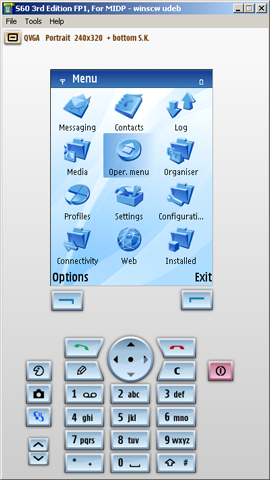 S60 3rd Edition FP1, For MIDP - winscw udeb
File Tools Help
QVGA Portrait 240x320 + bottom S.K.
Menu
Messaging Contacts Log
Media Oper. menu Organiser
Profiles Settings Configurati...
Connectivity Web Installed
Options Exit
C
1 2 abc 3 def
4 ghi 5 jkl 6 mno
7 pqrs 8 tuv 9 wxyz
* + 0 #